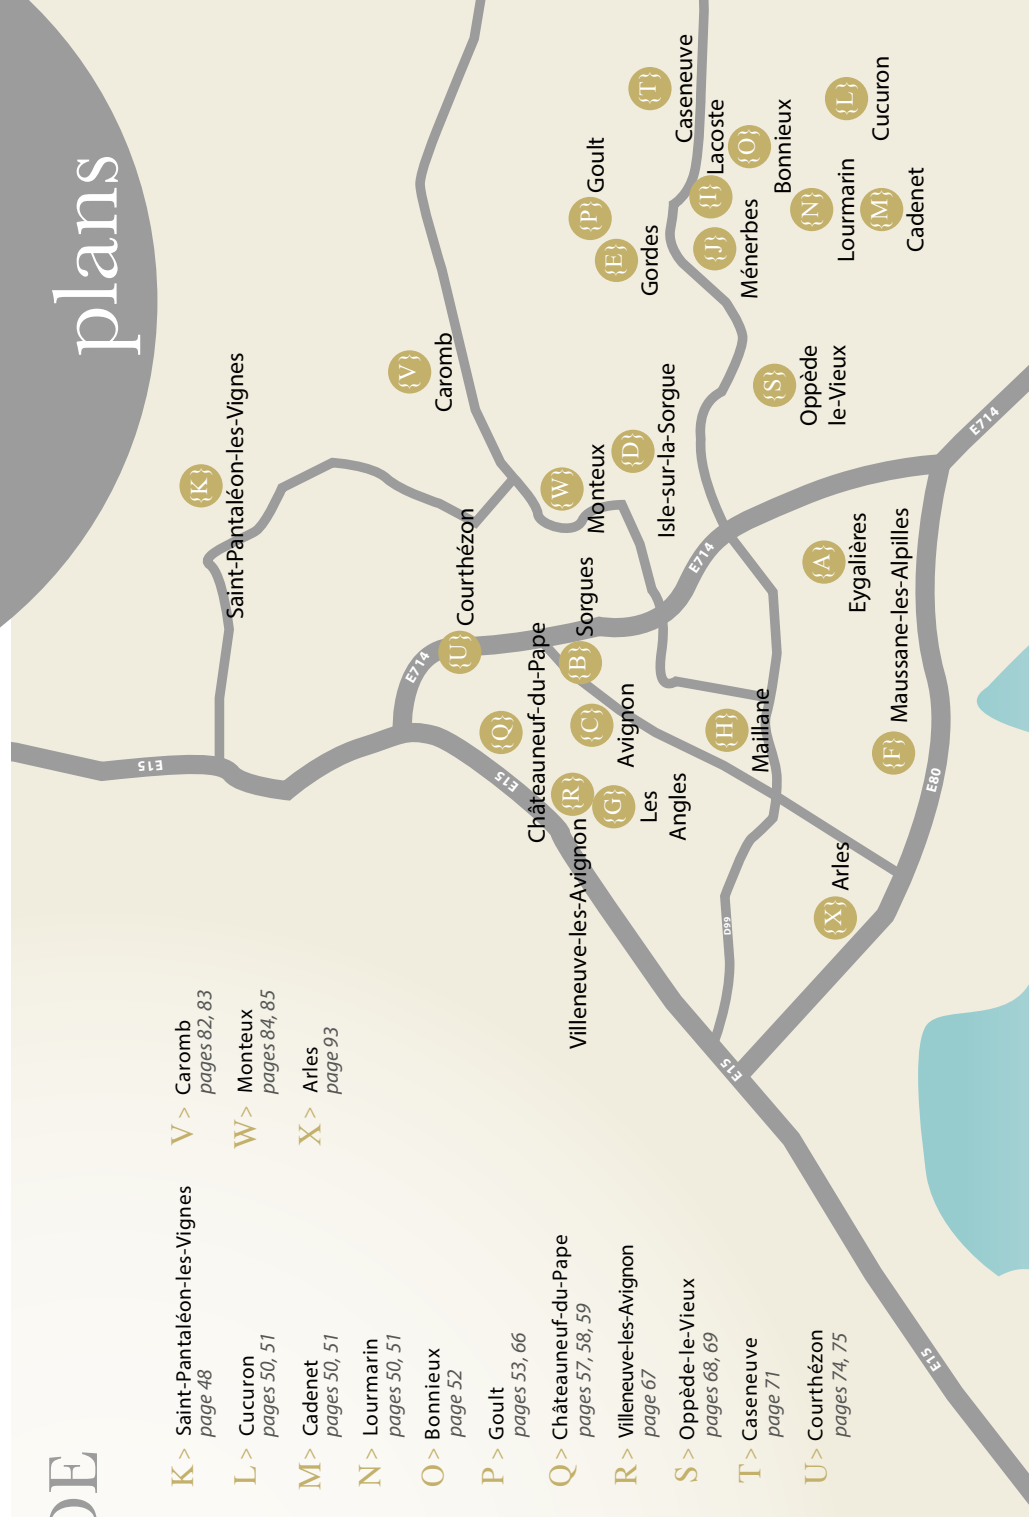 DE
plans
K > Saint-Pantaléon-les-Vignes
page 48
L > Cucuron
pages 50, 51
M > Cadenet
pages 50, 51
N > Lourmarin
pages 50, 51
O > Bonnieux
page 52
P > Goult
pages 53, 66
Q > Châteauneuf-du-Pape
pages 57, 58, 59
R > Villeneuve-les-Avignon
page 67
S > Oppède-le-Vieux
pages 68, 69
T > Caseneuve
page 71
U > Courthézon
pages 74, 75
V > Caromb
pages 82, 83
W > Monteux
pages 84, 85
X > Arles
page 93
{K}
Saint-Pantaléon-les-Vignes
E15
{V}
Caromb
E714
{U}
Courthézon
{Q}
Châteauneuf-du-Pape
E15
{R}
Villeneuve-les-Avignon
{G}
Les
Angles
{C}
Avignon
{B}
Sorgues
{W}
Monteux
{D}
Isle-sur-la-Sorgue
{P}
Goult
{E}
Gordes
{T}
Caseneuve
{I}
Lacoste
{J}
Ménerbes
{O}
Bonnieux
{N}
Lourmarin
{L}
Cucuron
{M}
Cadenet
{S}
Oppède
le-Vieux
E714
{H}
Maillane
D99
{A}
Eygalières
{F}
Maussane-les-Alpilles
{X}
Arles
E80
E714
E15
E15